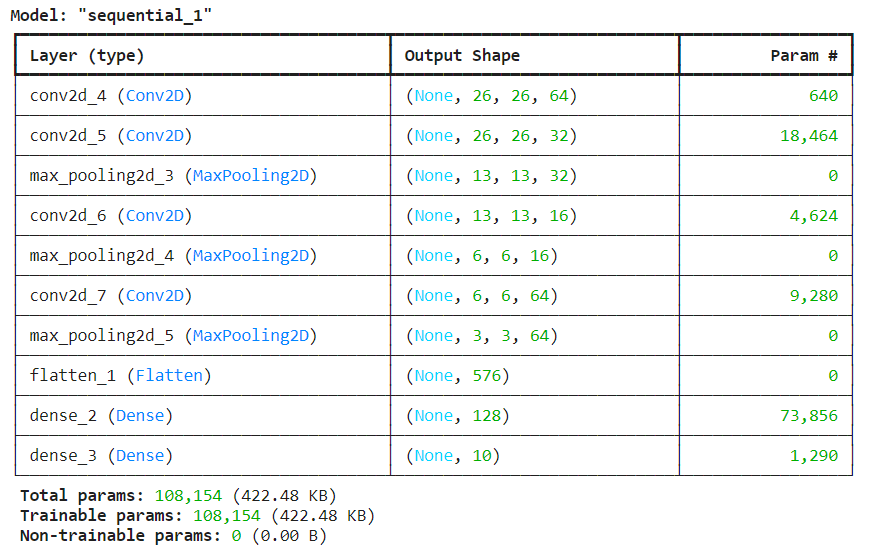 Model: "sequential_1"
Layer (type) Output Shape Param #
conv2d_4 (Conv2D) (None, 26, 26, 64) 640
conv2d_5 (Conv2D) (None, 26, 26, 32) 18,464
max_pooling2d_3 (MaxPooling2D) (None, 13, 13, 32) 0
conv2d_6 (Conv2D) (None, 13, 13, 16) 4,624
max_pooling2d_4 (MaxPooling2D) (None, 6, 6, 16) 0
conv2d_7 (Conv2D) (None, 6, 6, 64) 9,280
max_pooling2d_5 (MaxPooling2D) (None, 3, 3, 64) 0
flatten_1 (Flatten) (None, 576) 0
dense_2 (Dense) (None, 128) 73,856
dense_3 (Dense) (None, 10) 1,290
Total params: 108,154 (422.48 KB)
Trainable params: 108,154 (422.48 KB)
Non-trainable params: 0 (0.00 B)